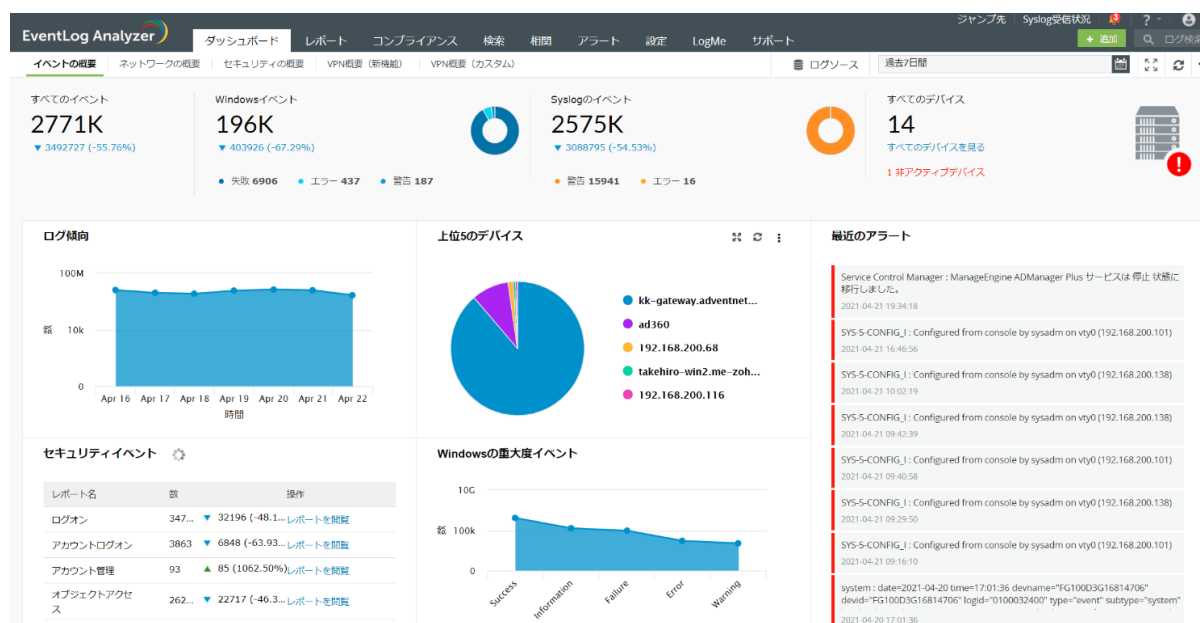 ジャンプ先 Syslog受信状況 3 ?
EventLog Analyzer
ダッシュボード レポート コンプライアンス 検索 相関 アラート 設定 LogMe サポート
+ 追加 ログ検索
イベントの概要 ネットワークの概要 セキュリティの概要 VPN概要（新機能） VPN概要（カスタム）
ログソース 過去7日間
すべてのイベント
2771K
▼ 3492727 (-55.76%)
Windowsイベント
196K
▼ 403926 (-67.29%)
• 失敗 6906 • エラー 437 • 警告 187
Syslogのイベント
2575K
▼ 3088795 (-54.53%)
• 警告 15941 • エラー 16
すべてのデバイス
14
すべてのデバイスを見る
1 非アクティブデバイス
ログ傾向
100M
10k
0
数
Apr 16 Apr 17 Apr 18 Apr 19 Apr 20 Apr 21 Apr 22
時間
上位5のデバイス
kk-gateway.adventnet...
ad360
192.168.200.68
takehiro-win2.me-zoh...
192.168.200.116
最近のアラート
Service Control Manager : ManageEngine ADManager Plus サービスは 停止 状態に
移行しました。
2021-04-21 19:34:18
SYS-5-CONFIG_I : Configured from console by sysadm on vty0 (192.168.200.101)
2021-04-21 16:46:56
SYS-5-CONFIG_I : Configured from console by sysadm on vty0 (192.168.200.138)
2021-04-21 10:02:19
SYS-5-CONFIG_I : Configured from console by sysadm on vty0 (192.168.200.138)
2021-04-21 09:42:39
SYS-5-CONFIG_I : Configured from console by sysadm on vty0 (192.168.200.101)
2021-04-21 09:40:58
SYS-5-CONFIG_I : Configured from console by sysadm on vty0 (192.168.200.138)
2021-04-21 09:29:50
SYS-5-CONFIG_I : Configured from console by sysadm on vty0 (192.168.200.101)
2021-04-21 09:16:10
system : date=2021-04-20 time=17:01:36 devname="FG100D3G16814706"
devid="FG100D3G16814706" logid="0100032400" type="event" subtype="system"
2021-04-20 17:01:36
セキュリティイベント
レポート名 数 操作
ログオン 347... ▼ 32196 (-48.1... レポートを閲覧
アカウントログオン 3863 ▼ 6848 (-63.93... レポートを閲覧
アカウント管理 93 ▲ 85 (1062.50%) レポートを閲覧
オブジェクトアクセ
ス 262... ▼ 22717 (-46.3... レポートを閲覧
Windowsの重大度イベント
10G
100k
0
数
Success Information Failure Error Warning